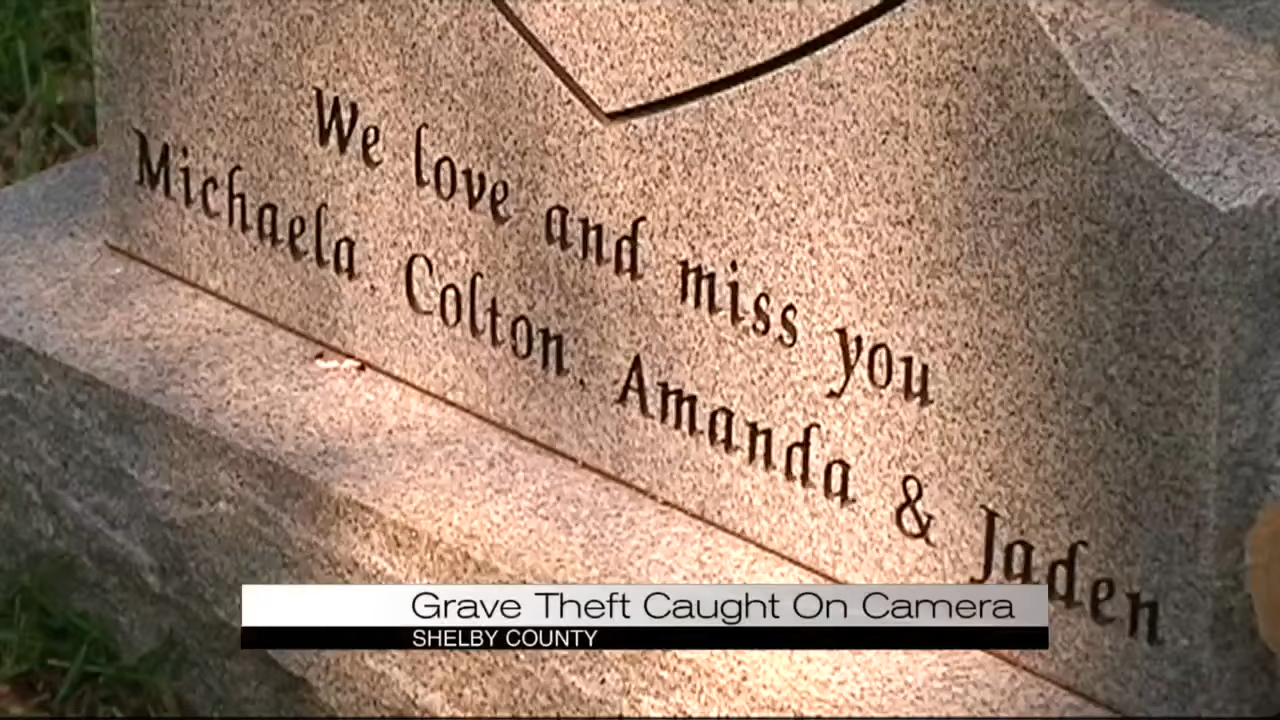 We love and miss you
Michaela Colton Amanda & Jaden
Grave Theft Caught On Camera
SHELBY COUNTY